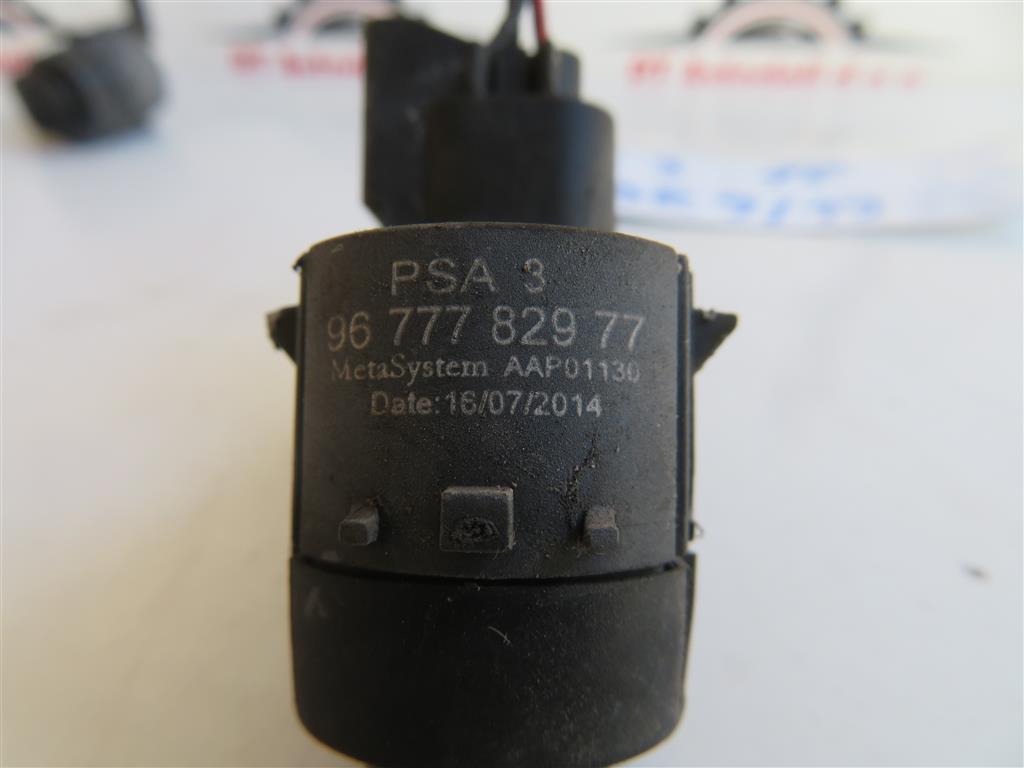 PSA 3
96 777 829 77
MetaSystem AAP01130
Date:16/07/2014